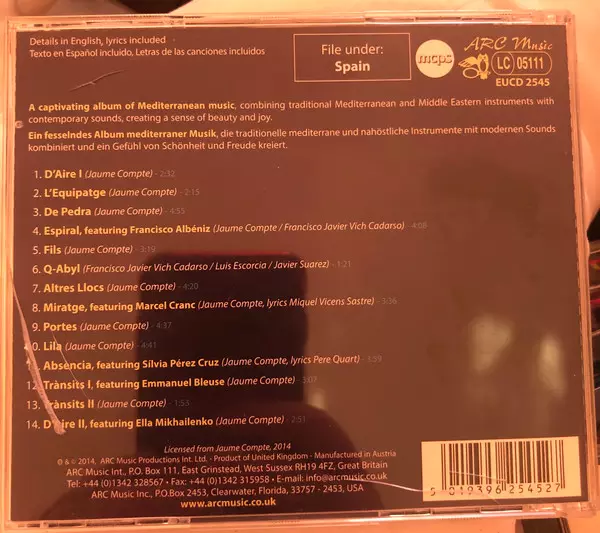 Details in English, lyrics included
Texto en Español incluido, Letras de las canciones incluidos
File under:
Spain
mcps
ARC Music
LC 05111
EUCD 2545
A captivating album of Mediterranean music, combining traditional Mediterranean and Middle Eastern instruments with
contemporary sounds, creating a sense of beauty and joy.
Ein fesselndes Album mediterraner Musik, die traditionelle mediterrane und nahöstliche Instrumente mit modernen Sounds
kombiniert und ein Gefühl von Schönheit und Freude kreiert.
1. D'Aire I (Jaume Compte) - 2:32
2. L'Equipatge (Jaume Compte) - 2:15
3. De Pedra (Jaume Compte) - 4:55
4. Espiral, featuring Francisco Albéniz (Jaume Compte / Francisco Javier Vich Cadarso) - 4:08
5. Fils (Jaume Compte) - 3:19
6. Q-Abyl (Francisco Javier Vich Cadarso / Luis Escorcia / Javier Suarez) - 1:21
7. Altres Llocs (Jaume Compte) - 4:20
8. Miratge, featuring Marcel Cranc (Jaume Compte, lyrics Miquel Vicens Sastre) - 3:36
9. Portes (Jaume Compte) - 4:37
10. Lila (Jaume Compte) - 4:41
11. Absència, featuring Sílvia Pérez Cruz (Jaume Compte, lyrics Pere Quart) - 3:59
12. Trànsits I, featuring Emmanuel Bleuse (Jaume Compte) - 3:07
13. Trànsits II (Jaume Compte) - 1:53
14. D'Aire II, featuring Ella Mikhailenko (Jaume Compte) - 2:51
Licensed from Jaume Compte, 2014
℗ & © 2014, ARC Music Productions Int. Ltd. · Product of United Kingdom · Manufactured in Austria
ARC Music Int., P.O. Box 111, East Grinstead, West Sussex RH19 4FZ, Great Britain
Tel: +44 (0)1342 328567 · Fax: +44 (0)1342 315958 · E-mail: info@arcmusic.co.uk
ARC Music Inc., P.O.Box 2453, Clearwater, Florida, 33757 - 2453, USA
www.arcmusic.co.uk
5 019396 254527